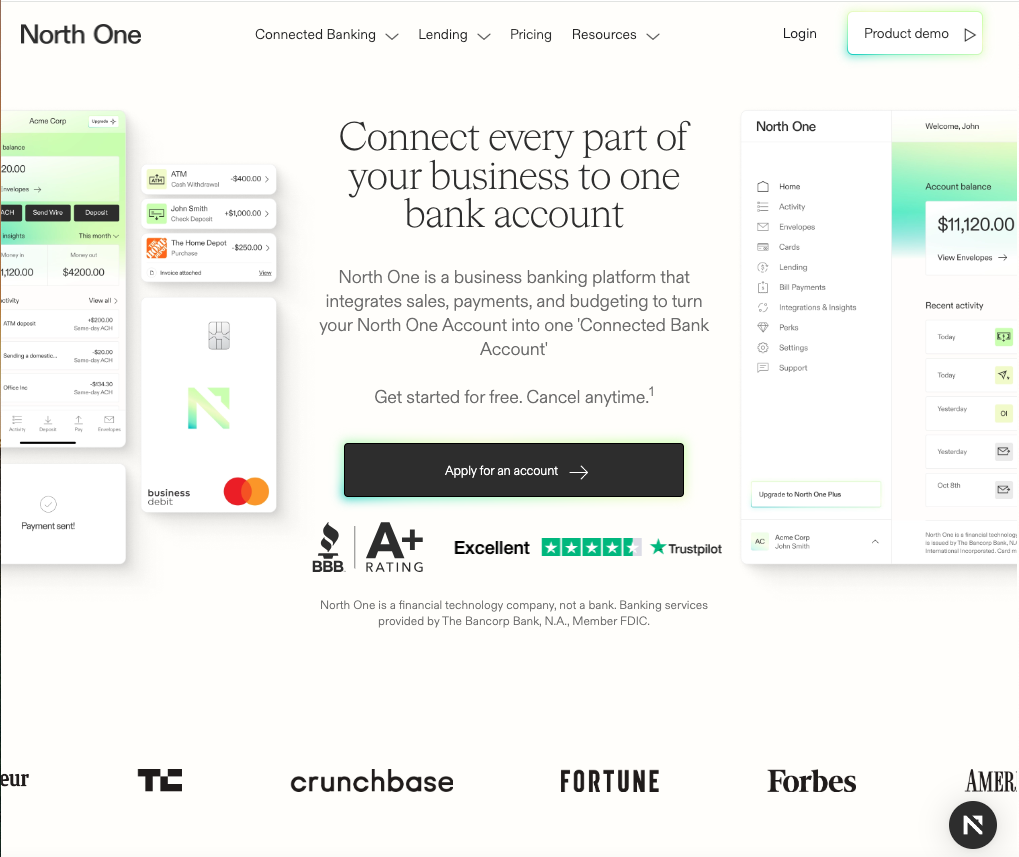 North One
Connected Banking
Lending
Pricing
Resources
Login
Product demo
Acme Corp
Upgrade
balance
20.00
Envelopes →
ACH
Send Wire
Deposit
insights
This month
Money in
Money out
1,120.00
$4200.00
activity
View all
ATM deposit
+$200.00
Same-day ACH
Sending a domestic...
-$20.00
Same-day ACH
Office Inc
-$134.30
Same-day ACH
Activity
Deposit
Pay
Envelopes
Payment sent!
ATM
Cash Withdrawal
-$400.00
John Smith
Check Deposit
+$1,000.00
The Home Depot
Purchase
-$250.00
Invoice attached
View
business
debit
Connect every part of
your business to one
bank account
North One is a business banking platform that
integrates sales, payments, and budgeting to turn
your North One Account into one 'Connected Bank
Account'
Get started for free. Cancel anytime.1
Apply for an account →
BBB
A+
RATING
Excellent
Trustpilot
North One is a financial technology company, not a bank. Banking services
provided by The Bancorp Bank, N.A., Member FDIC.
North One
Home
Activity
Envelopes
Cards
Lending
Bill Payments
Integrations & Insights
Perks
Settings
Support
Upgrade to North One Plus
AC
Acme Corp
John Smith
Welcome, John
Account balance
$11,120.00
View Envelopes →
Recent activity
Today
Today
Yesterday
OI
Yesterday
Oct 8th
North One is a financial technology
is issued by The Bancorp Bank, N.A
International Incorporated. Card m
eur
TC
crunchbase
FORTUNE
Forbes
AMER